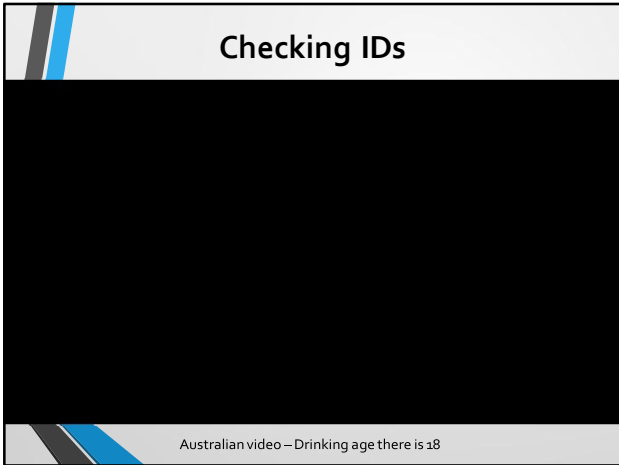 Checking IDs
Australian video – Drinking age there is 18